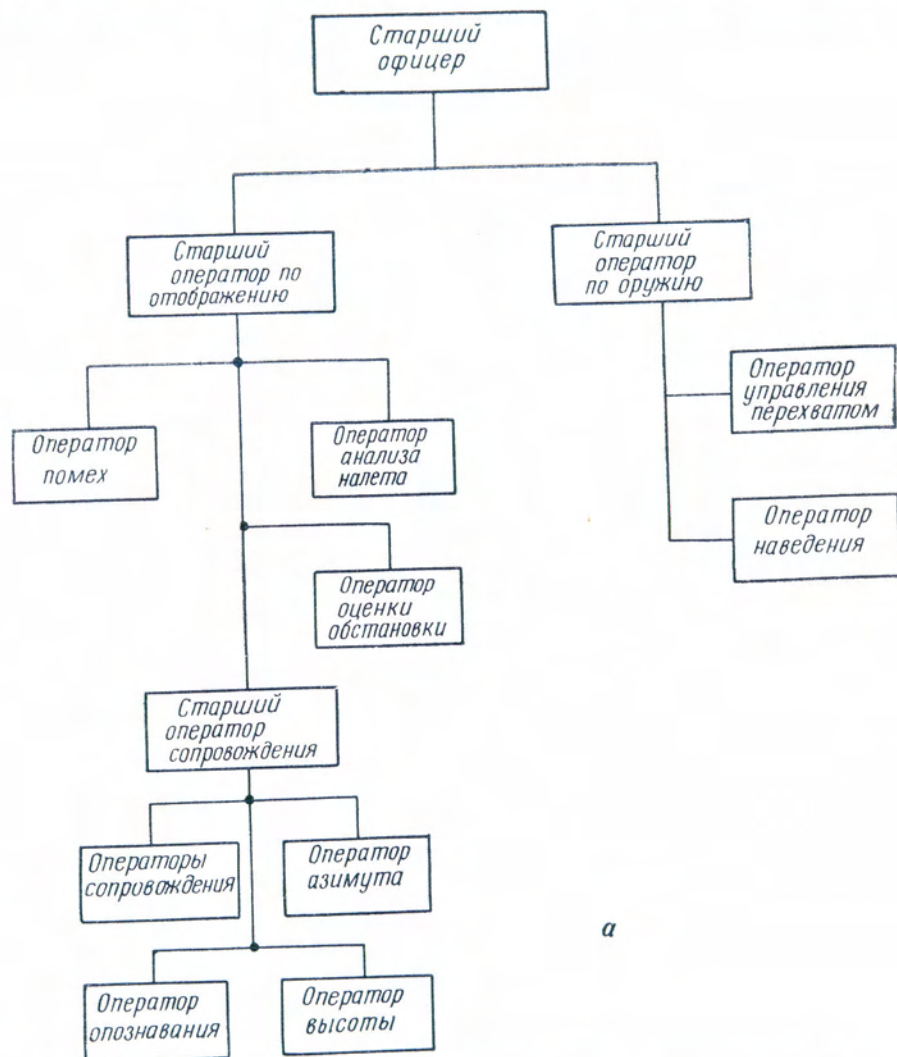 Старший
офицер
Старший
оператор по
отображению
Старший
оператор
по оружию
Оператор
помех
Оператор
анализа
налета
Оператор
управления
перехватом
Оператор
наведения
Оператор
оценки
обстановки
Старший
оператор
сопровождения
Операторы
сопровождения
Оператор
азимута
а
Оператор
опознавания
Оператор
высоты